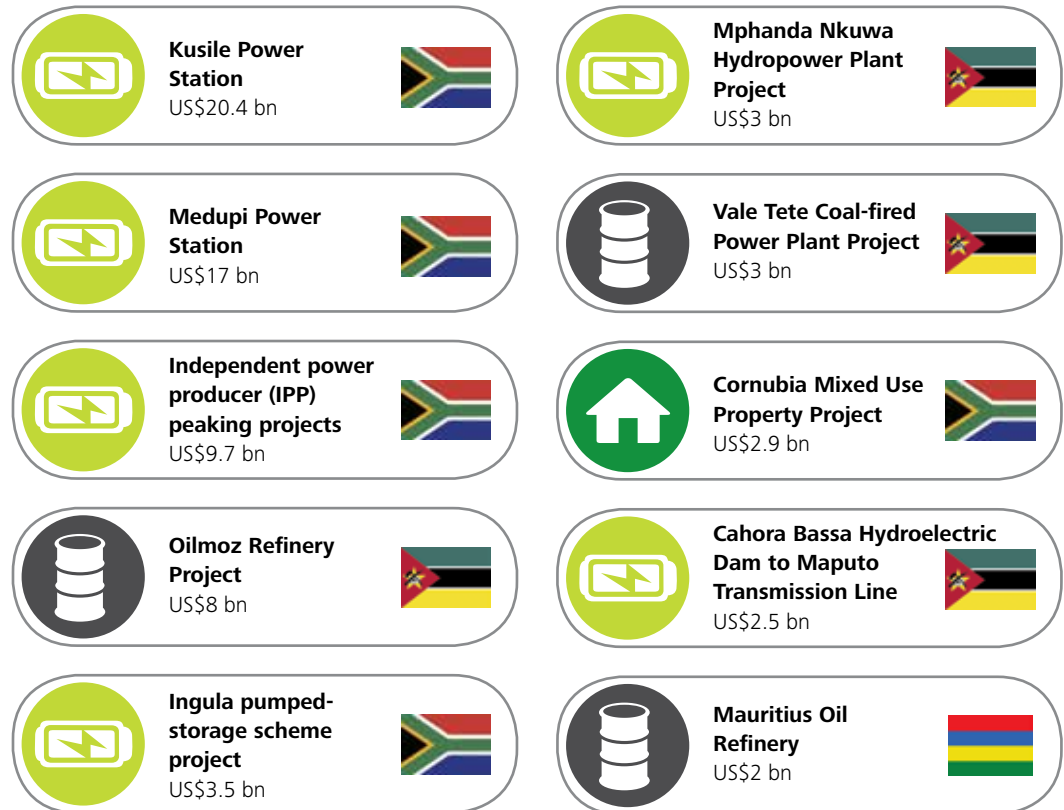 Kusile Power
Station
US$20.4 bn
Medupi Power
Station
US$17 bn
Independent power
producer (IPP)
peaking projects
US$9.7 bn
Oilmoz Refinery
Project
US$8 bn
Ingula pumped-
storage scheme
project
US$3.5 bn
Mphanda Nkuwa
Hydropower Plant
Project
US$3 bn
Vale Tete Coal-fired
Power Plant Project
US$3 bn
Cornubia Mixed Use
Property Project
US$2.9 bn
Cahora Bassa Hydroelectric
Dam to Maputo
Transmission Line
US$2.5 bn
Mauritius Oil
Refinery
US$2 bn